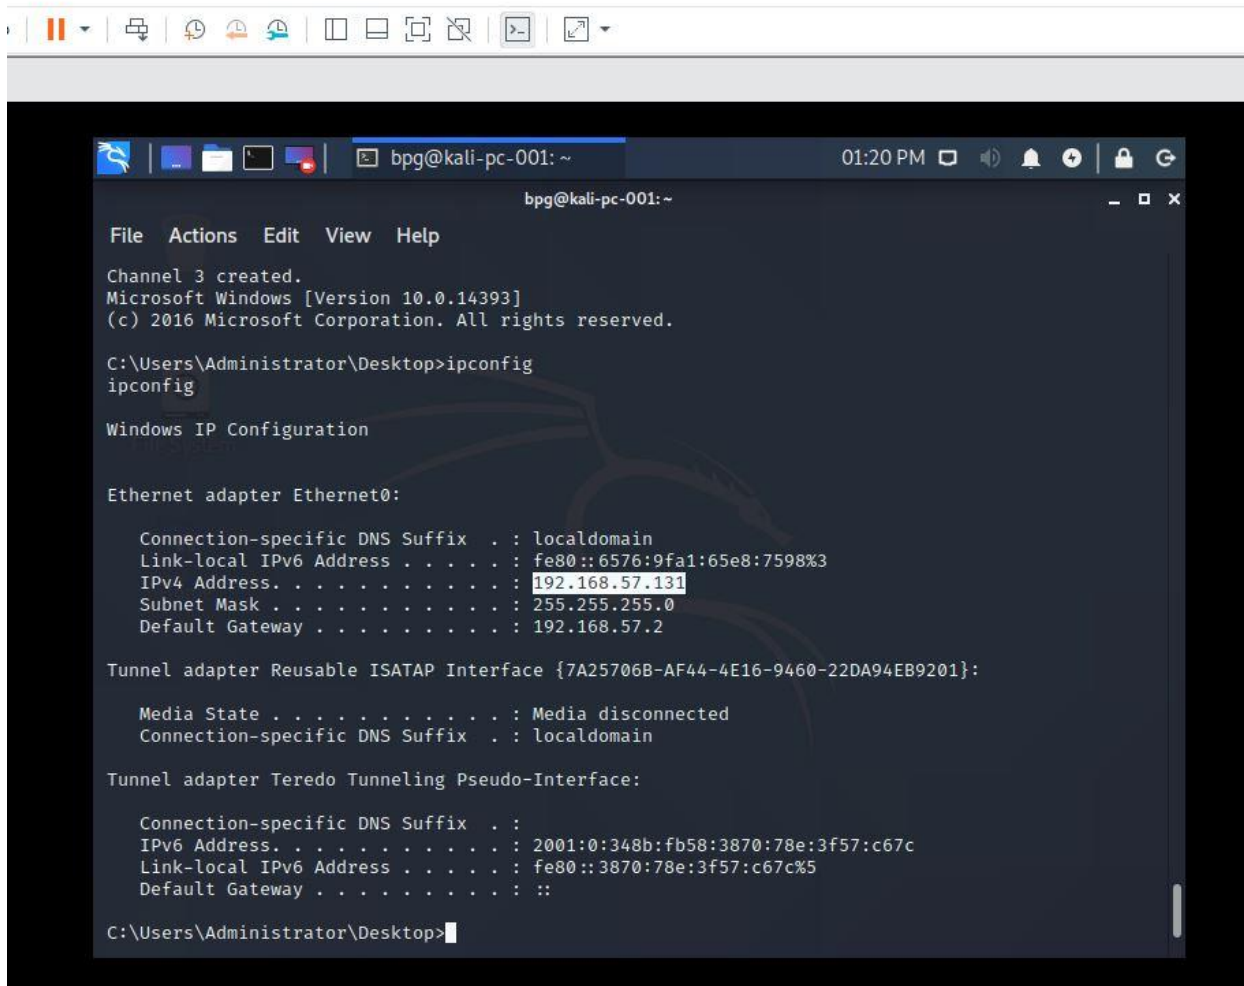 bpg@kali-pc-001: ~ 01:20 PM
bpg@kali-pc-001:~
File Actions Edit View Help
Channel 3 created.
Microsoft Windows [Version 10.0.14393]
(c) 2016 Microsoft Corporation. All rights reserved.
C:\Users\Administrator\Desktop>ipconfig
ipconfig
Windows IP Configuration
Ethernet adapter Ethernet0:
Connection-specific DNS Suffix . : localdomain
Link-local IPv6 Address . . . . . : fe80::6576:9fa1:65e8:7598%3
IPv4 Address. . . . . . . . . . . : 192.168.57.131
Subnet Mask . . . . . . . . . . . : 255.255.255.0
Default Gateway . . . . . . . . . : 192.168.57.2
Tunnel adapter Reusable ISATAP Interface {7A25706B-AF44-4E16-9460-22DA94EB9201}:
Media State . . . . . . . . . . . : Media disconnected
Connection-specific DNS Suffix . : localdomain
Tunnel adapter Teredo Tunneling Pseudo-Interface:
Connection-specific DNS Suffix . :
IPv6 Address. . . . . . . . . . . : 2001:0:348b:fb58:3870:78e:3f57:c67c
Link-local IPv6 Address . . . . . : fe80::3870:78e:3f57:c67c%5
Default Gateway . . . . . . . . . : ::
C:\Users\Administrator\Desktop>